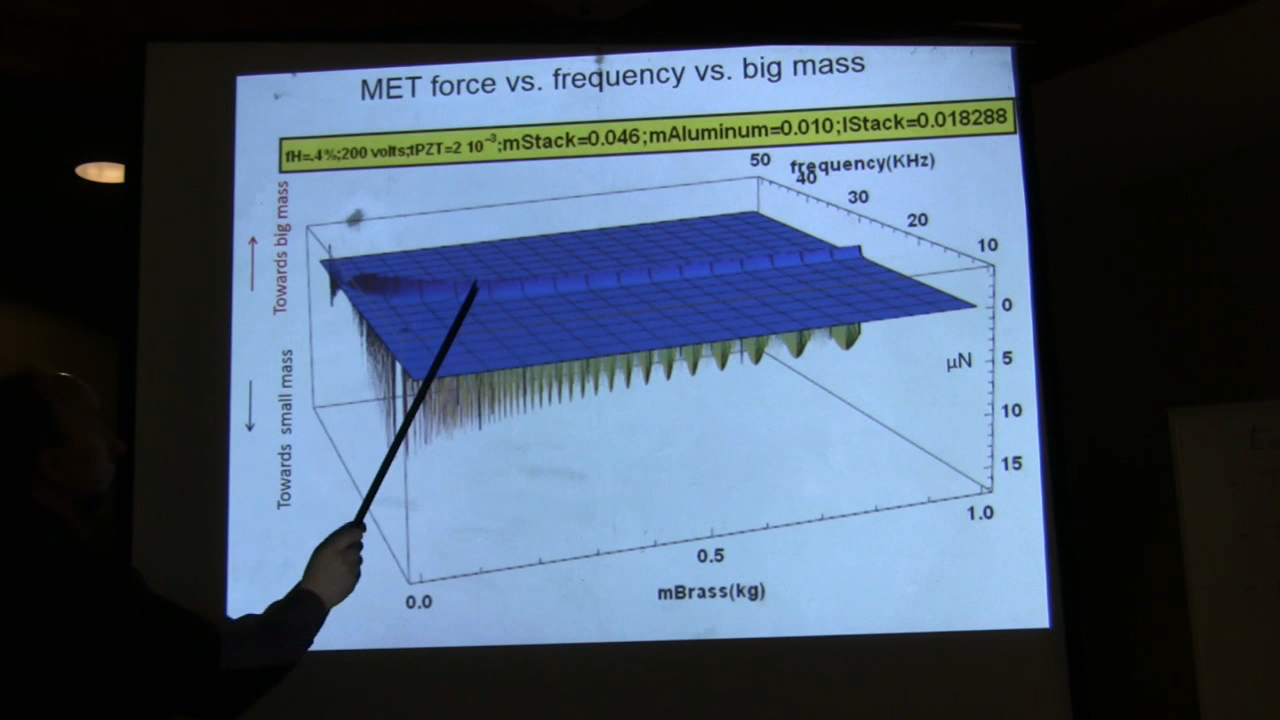 MET force vs. frequency vs. big mass
fH=.4%;200 volts;tPZT=2 10⁻³;mStack=0.046;mAluminum=0.010;lStack=0.018288
50
frequency(KHz)
40
30
20
10
Towards big mass
0
µN
5
Towards small mass
10
15
1.0
0.5
mBrass(kg)
0.0